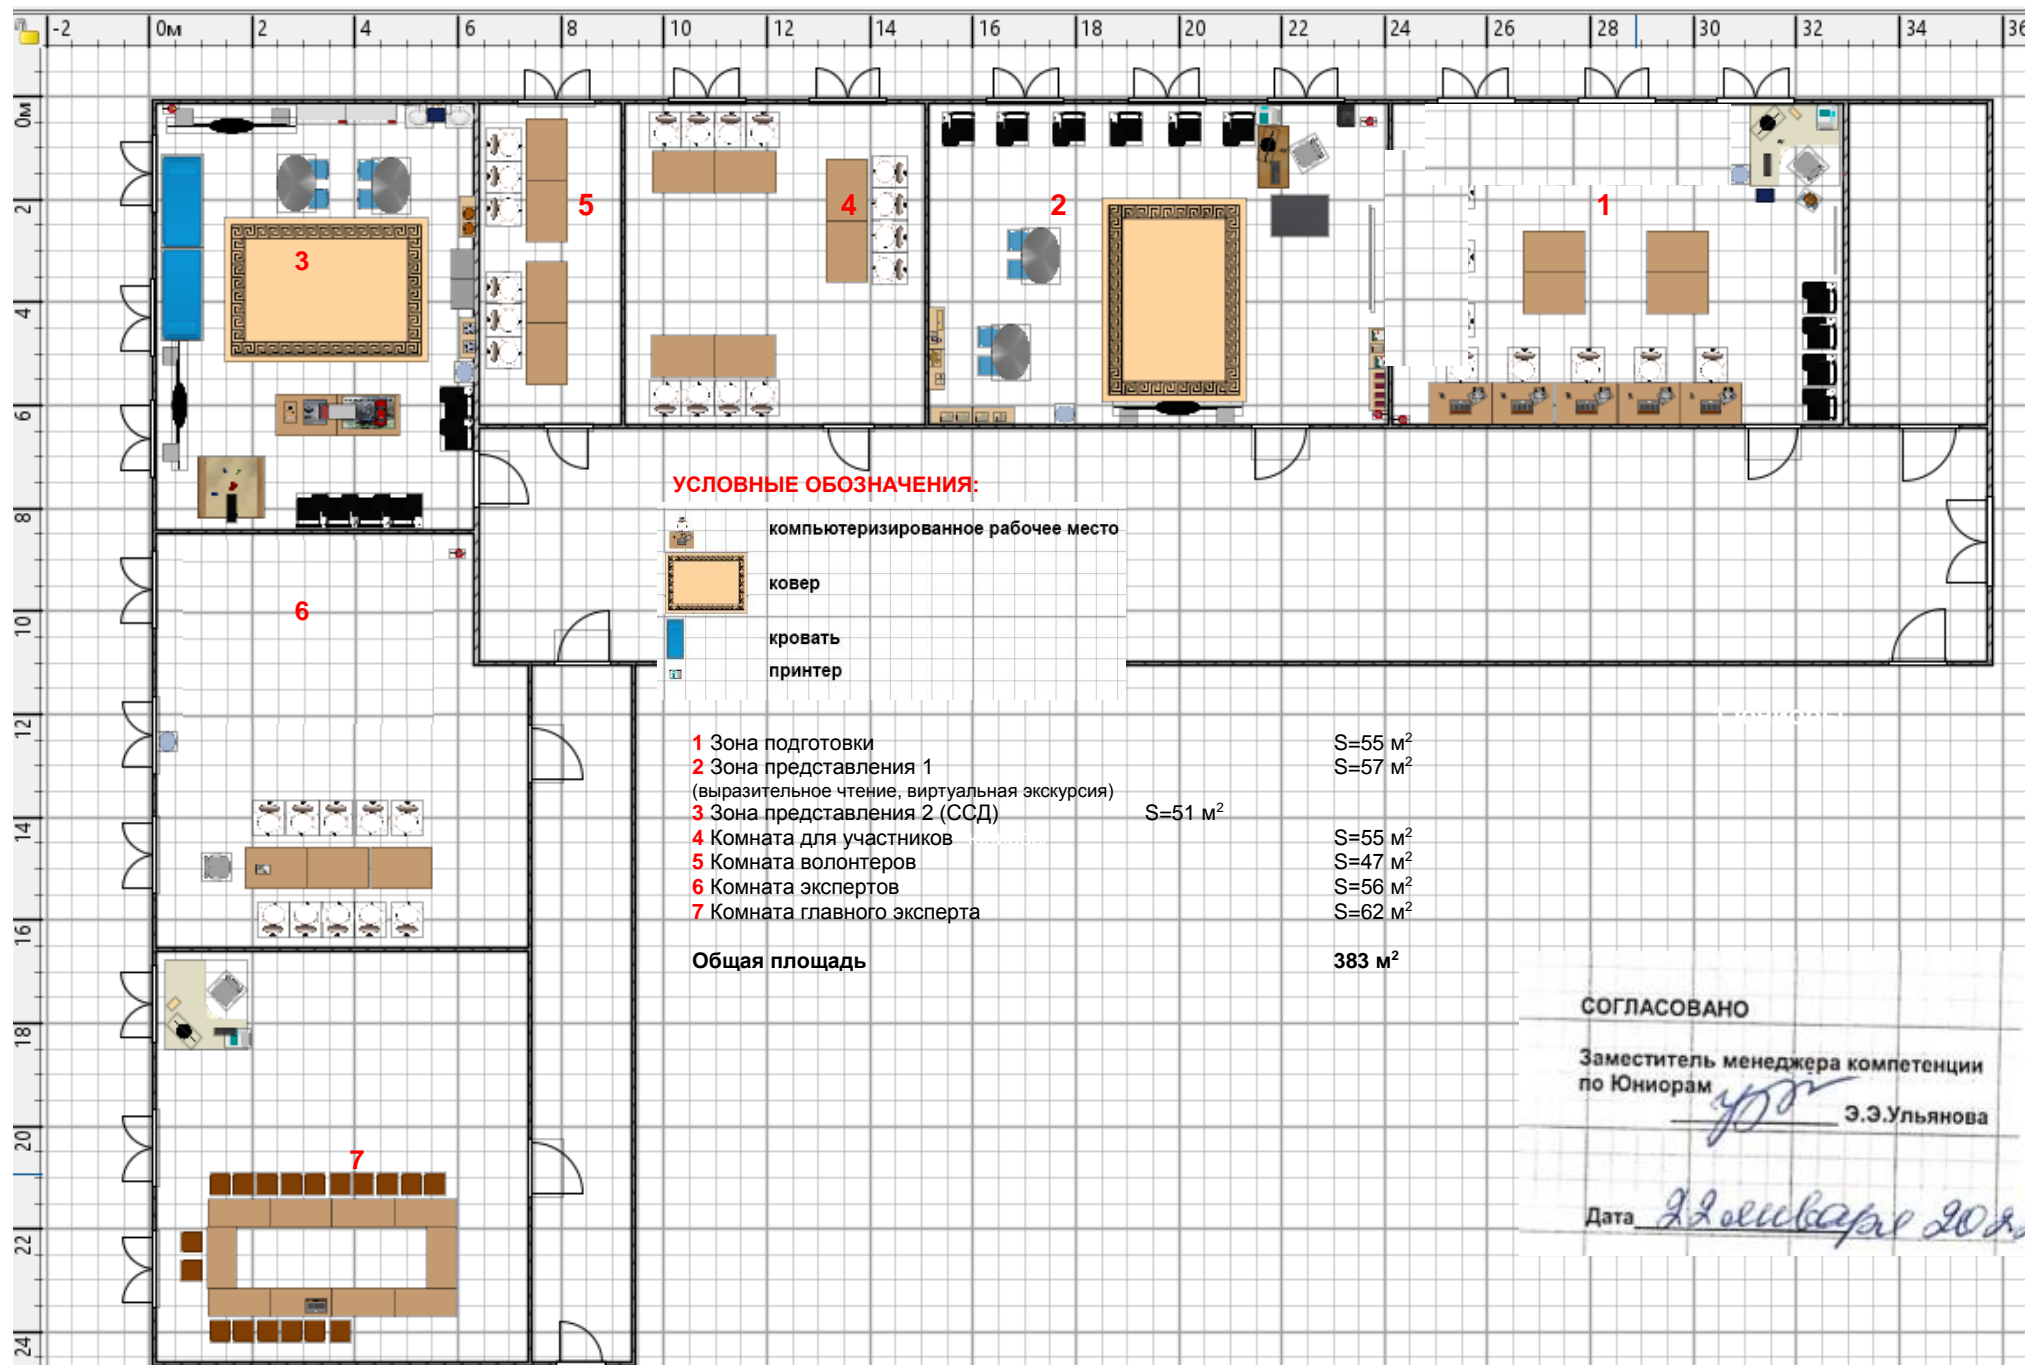 -2 0м 2 4 6 8 10 12 14 16 18 20 22 24 26 28 30 32 34 36
0м
2
4
6
8
10
12
14
16
18
20
22
24
3
5
4
2
1
6
7
УСЛОВНЫЕ ОБОЗНАЧЕНИЯ:
компьютеризированное рабочее место
ковер
кровать
принтер
1 Зона подготовки S=55 м²
2 Зона представления 1 S=57 м²
(выразительное чтение, виртуальная экскурсия)
3 Зона представления 2 (ССД) S=51 м²
4 Комната для участников S=55 м²
5 Комната волонтеров S=47 м²
6 Комната экспертов S=56 м²
7 Комната главного эксперта S=62 м²
Общая площадь 383 м²
СОГЛАСОВАНО
Заместитель менеджера компетенции
по Юниорам
Э.Э.Ульянова
Дата 22 января